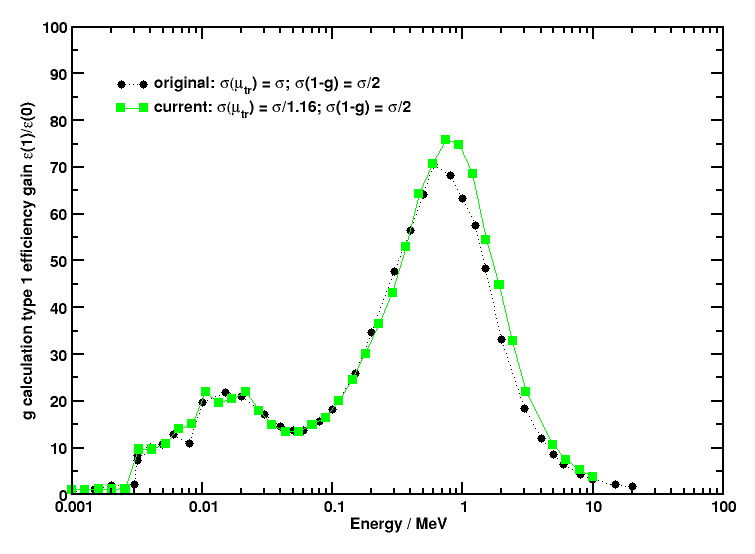 100
90
80
70
60
50
40
30
20
10
0
original: σ(μtr) = σ; σ(1-g) = σ/2
current: σ(μtr) = σ/1.16; σ(1-g) = σ/2
g calculation type 1 efficiency gain ε(1)/ε(0)
0.001 0.01 0.1 1 10 100
Energy / MeV